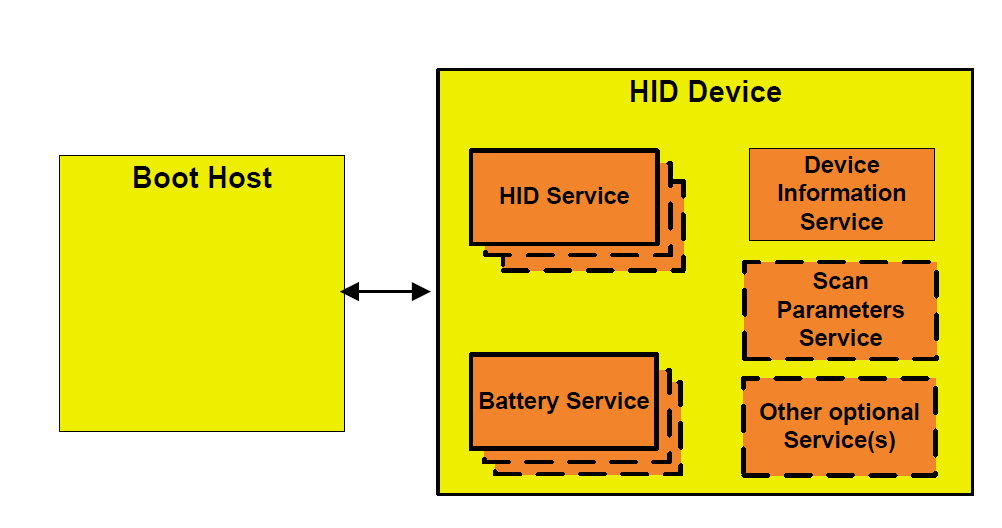 HID Device
Boot Host
HID Service
Device
Information
Service
Scan
Parameters
Service
Battery Service
Other optional
Service(s)